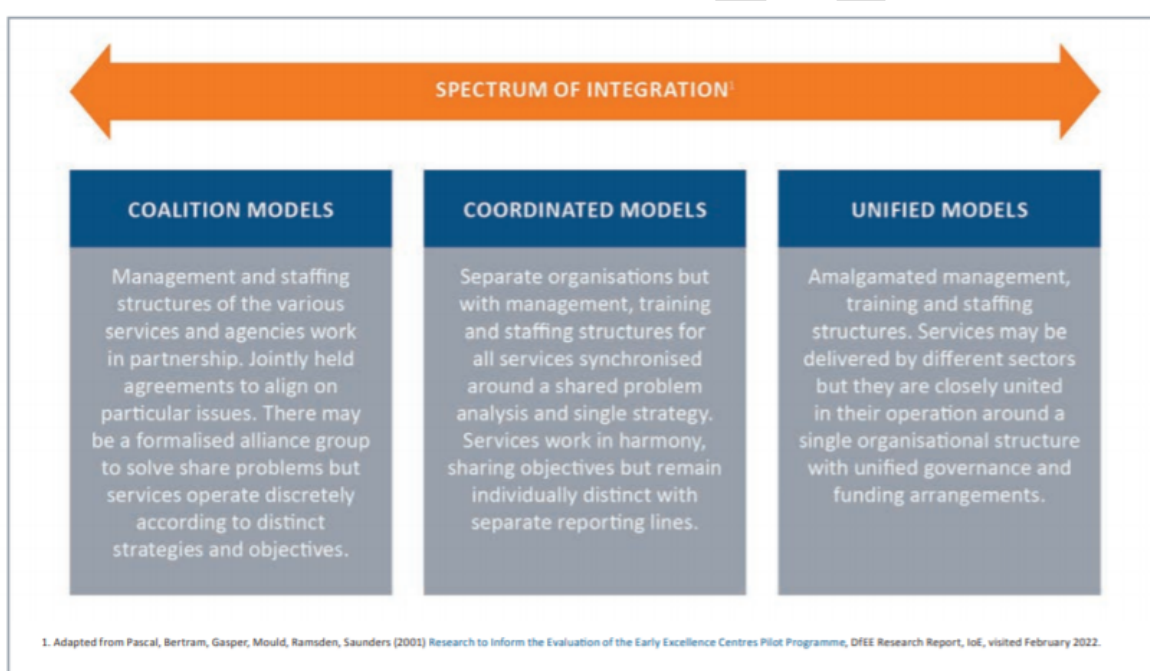 SPECTRUM OF INTEGRATION¹
COALITION MODELS
Management and staffing
structures of the various
services and agencies work
in partnership. Jointly held
agreements to align on
particular issues. There may
be a formalised alliance group
to solve share problems but
services operate discretely
according to distinct
strategies and objectives.
COORDINATED MODELS
Separate organisations but
with management, training
and staffing structures for
all services synchronised
around a shared problem
analysis and single strategy.
Services work in harmony,
sharing objectives but remain
individually distinct with
separate reporting lines.
UNIFIED MODELS
Amalgamated management,
training and staffing
structures. Services may be
delivered by different sectors
but they are closely united
in their operation around a
single organisational structure
with unified governance and
funding arrangements.
1. Adapted from Pascal, Bertram, Gasper, Mould, Ramsden, Saunders (2001) Research to Inform the Evaluation of the Early Excellence Centres Pilot Programme, DfEE Research Report, IoE, visited February 2022.